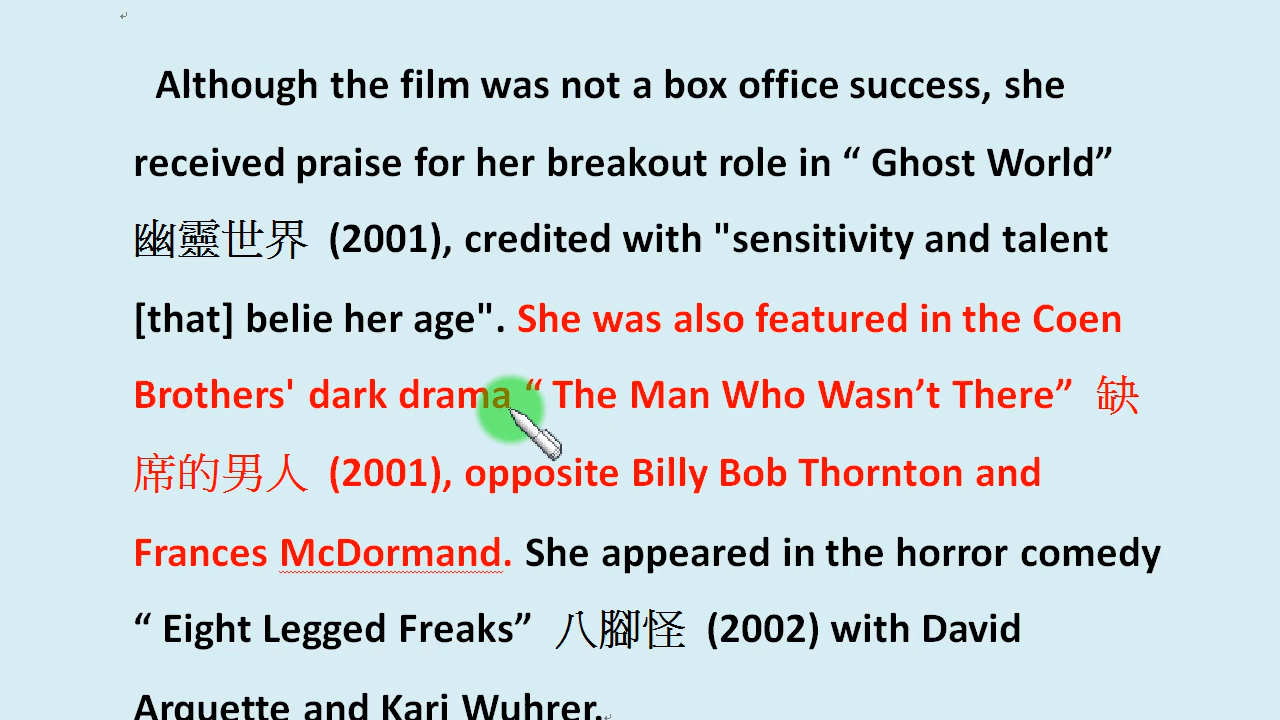 Although the film was not a box office success, she
received praise for her breakout role in “ Ghost World”
幽靈世界 (2001), credited with "sensitivity and talent
[that] belie her age". She was also featured in the Coen
Brothers' dark drama “ The Man Who Wasn’t There” 缺
席的男人 (2001), opposite Billy Bob Thornton and
Frances McDormand. She appeared in the horror comedy
“ Eight Legged Freaks” 八腳怪 (2002) with David
Arquette and Kari Wuhrer.